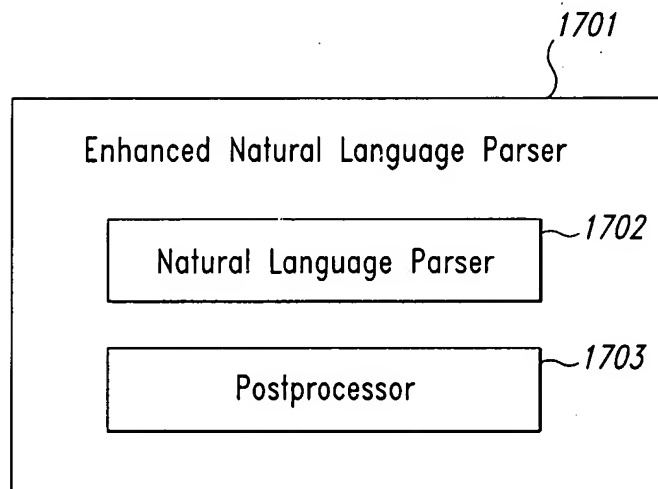 1701
Enhanced Natural Language Parser
1702
Natural Language Parser
1703
Postprocessor